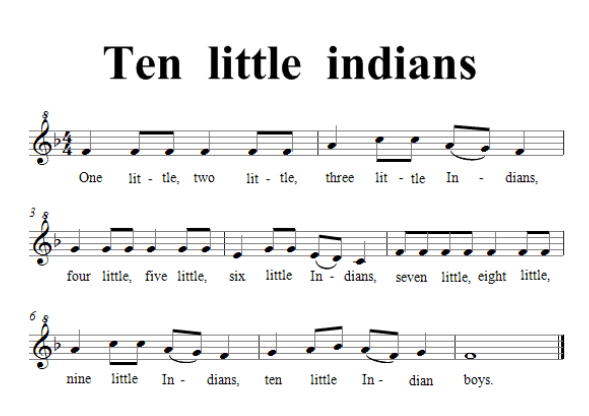 Ten little indians
8
4
4
One lit - tle, two lit - tle, three lit - tle In - dians,
3
8
four little, five little, six little In - dians, seven little, eight little,
6
8
nine little In - dians, ten little In - dian boys.